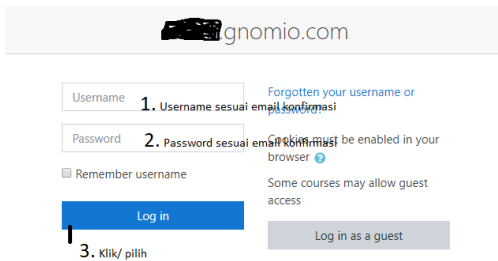 .gnomio.com
Username
1. Username sesuai email konfirmasi
Password
2. Password sesuai email konfirmasi
Remember username
Log in
3. Klik/ pilih
Forgotten your username or
password?
Cookies must be enabled in your
browser
Some courses may allow guest
access
Log in as a guest